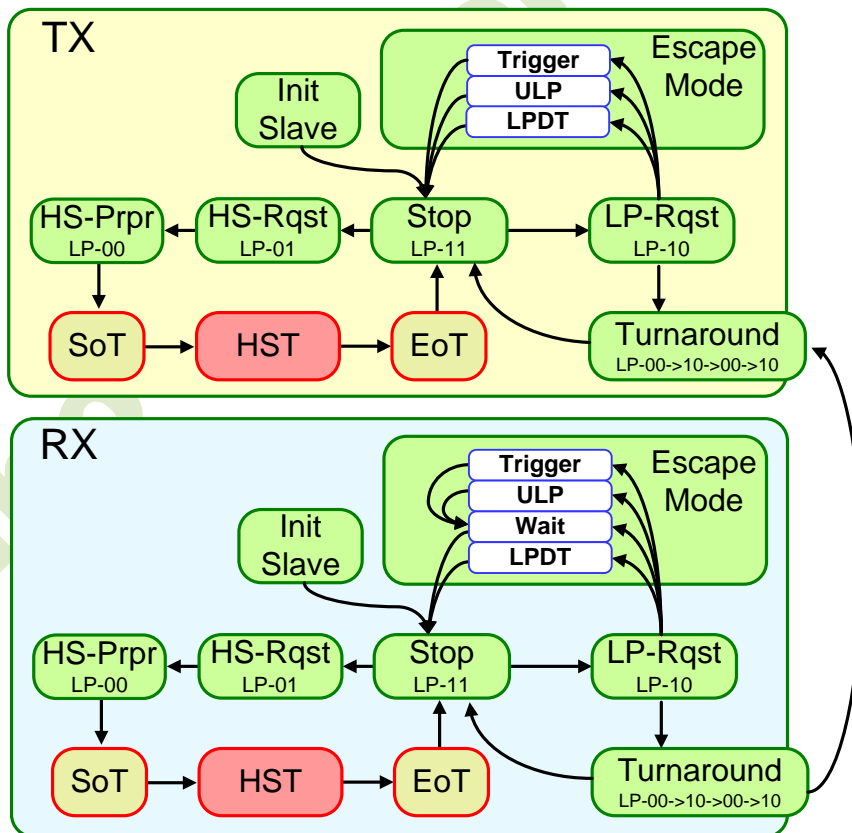 TX
Escape
Mode
Trigger
ULP
LPDT
Init
Slave
HS-Prpr
LP-00
HS-Rqst
LP-01
Stop
LP-11
LP-Rqst
LP-10
SoT
HST
EoT
Turnaround
LP-00->10->00->10
RX
Escape
Mode
Trigger
ULP
Wait
LPDT
Init
Slave
HS-Prpr
LP-00
HS-Rqst
LP-01
Stop
LP-11
LP-Rqst
LP-10
SoT
HST
EoT
Turnaround
LP-00->10->00->10